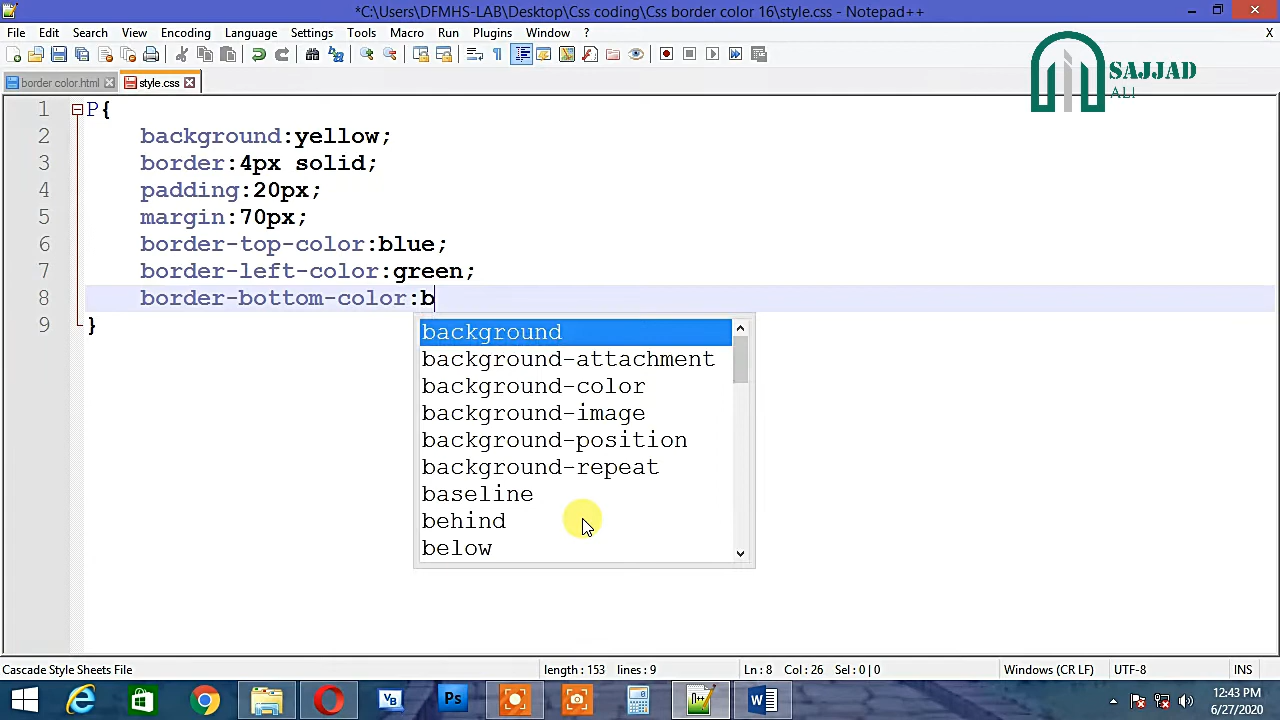 *C:\Users\DFMHS-LAB\Desktop\Css coding\Css border color 16\style.css - Notepad++
File Edit Search View Encoding Language Settings Tools Macro Run Plugins Window ? X
border color.html style.css
SAJJAD
ALI
1 P{
2 background:yellow;
3 border:4px solid;
4 padding:20px;
5 margin:70px;
6 border-top-color:blue;
7 border-left-color:green;
8 border-bottom-color:b
9 }
background
background-attachment
background-color
background-image
background-position
background-repeat
baseline
behind
below
Cascade Style Sheets File length : 153 lines : 9 Ln : 8 Col : 26 Sel : 0 | 0 Windows (CR LF) UTF-8 INS
VB Ps W 12:43 PM
6/27/2020